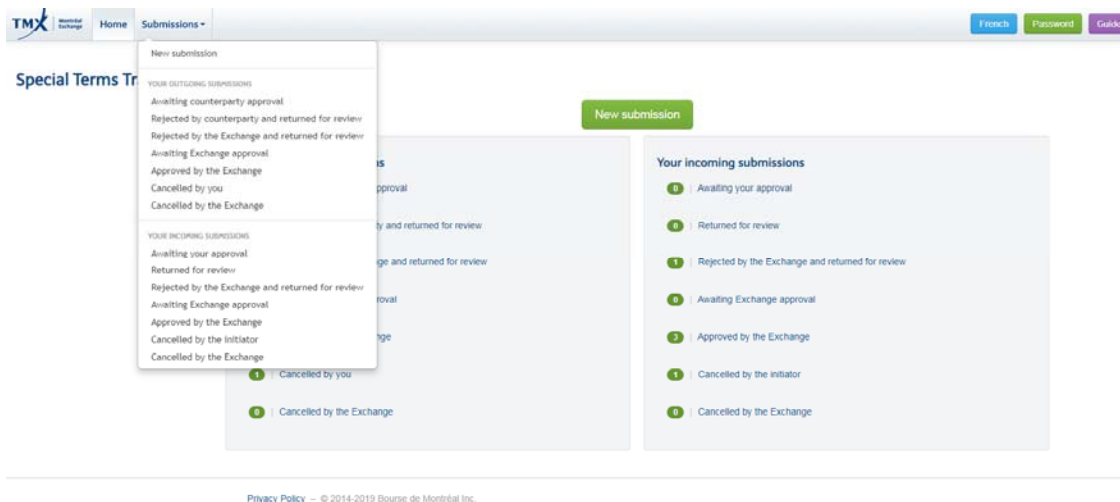 TMX Montréal Exchange Home Submissions French Password Guide
New submission
Special Terms Tr
YOUR OUTGOING SUBMISSIONS
Awaiting counterparty approval
Rejected by counterparty and returned for review
Rejected by the Exchange and returned for review
Awaiting Exchange approval
Approved by the Exchange
Cancelled by you
Cancelled by the Exchange
YOUR INCOMING SUBMISSIONS
Awaiting your approval
Returned for review
Rejected by the Exchange and returned for review
Awaiting Exchange approval
Approved by the Exchange
Cancelled by the Initiator
Cancelled by the Exchange
New submission
ns
approval
ty and returned for review
nge and returned for review
roval
nge
1 | Cancelled by you
0 | Cancelled by the Exchange
Your incoming submissions
0 | Awaiting your approval
0 | Returned for review
1 | Rejected by the Exchange and returned for review
0 | Awaiting Exchange approval
3 | Approved by the Exchange
1 | Cancelled by the initiator
0 | Cancelled by the Exchange
Privacy Policy – © 2014-2019 Bourse de Montréal Inc.